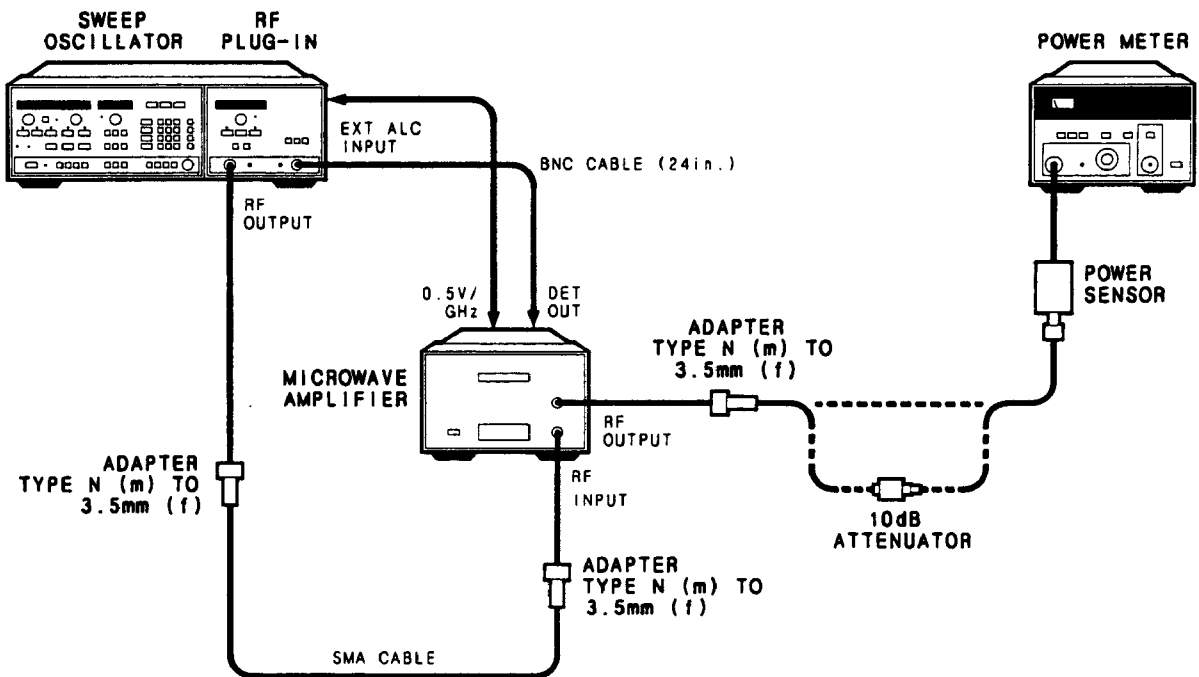 SWEEP
OSCILLATOR
RF
PLUG-IN
POWER METER
EXT ALC
INPUT
BNC CABLE (24in.)
RF
OUTPUT
0.5V/
GHz
DET
OUT
POWER
SENSOR
ADAPTER
TYPE N (m) TO
3.5mm (f)
MICROWAVE
AMPLIFIER
RF
OUTPUT
ADAPTER
TYPE N (m) TO
3.5mm (f)
RF
INPUT
10dB
ATTENUATOR
ADAPTER
TYPE N (m) TO
3.5mm (f)
SMA CABLE